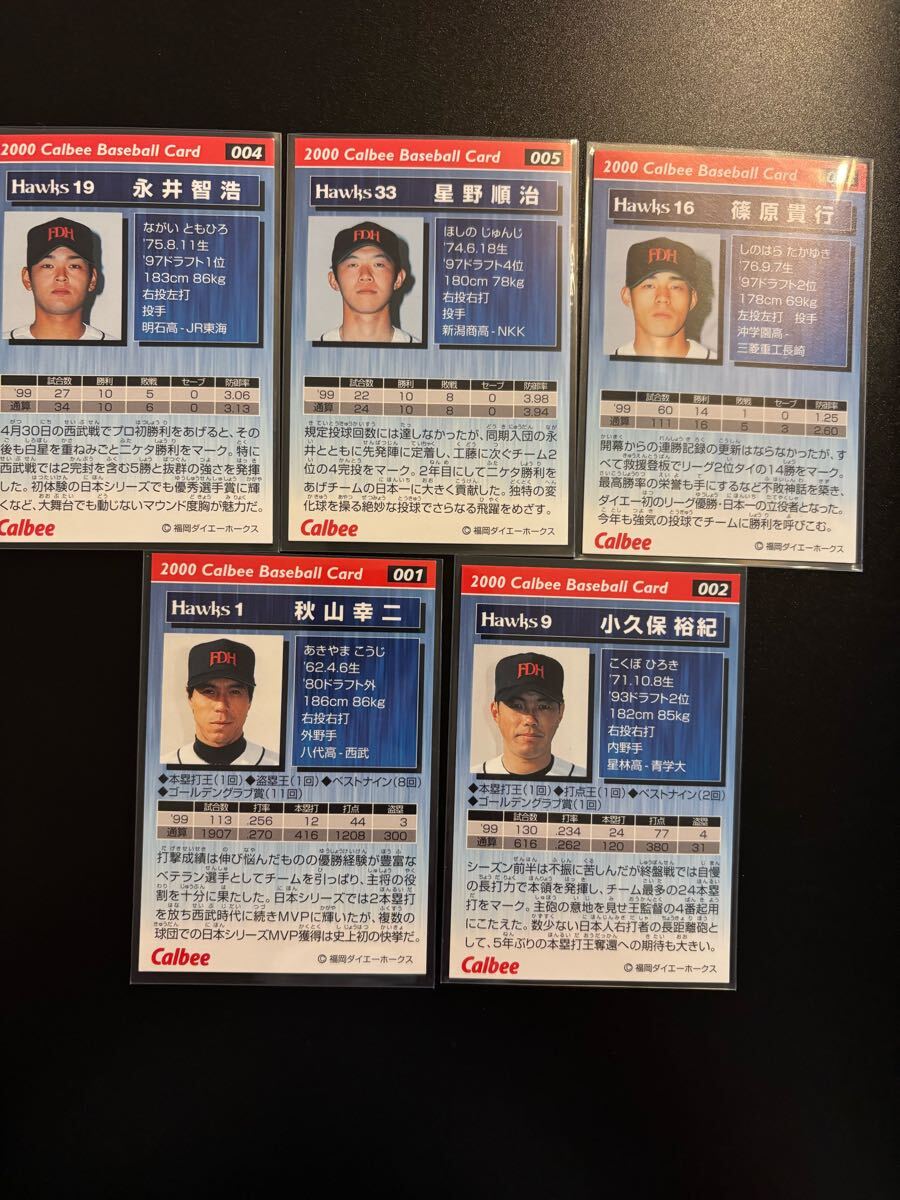 2000 Calbee Baseball Card 004
Hawks 19 永井智浩
ながい ともひろ
'75.8.11生
'97ドラフト1位
183cm 86kg
右投左打
投手
明石高-JR東海
試合数 勝利 敗戦 セーブ 防御率
'99 27 10 5 0 3.06
通算 34 10 6 0 3.13
4月30日の西武戦でプロ初勝利をあげると、その
後も白星を重ねみごと二ケタ勝利をマーク。特に
西武戦では2完封を含む5勝と抜群の強さを発揮
した。初体験の日本シリーズでも優秀選手賞に輝
くなど、大舞台でも動じないマウンド度胸が魅力だ。
Calbee
© 福岡ダイエーホークス
2000 Calbee Baseball Card 005
Hawks 33 星野順治
ほしの じゅんじ
'74.6.18生
'97ドラフト4位
180cm 78kg
右投右打
投手
新潟商高-NKK
試合数 勝利 敗戦 セーブ 防御率
'99 22 10 8 0 3.98
通算 24 10 8 0 3.94
規定投球回数には達しなかったが、同期入団の永
井とともに先発陣に定着し、工藤に次ぐチーム2
位の4完投をマーク。2年目にして二ケタ勝利を
あげチームの日本一に大きく貢献した。独特の変
化球を操る絶妙な投球でさらなる飛躍をめざす。
Calbee
© 福岡ダイエーホークス
2000 Calbee Baseball Card
Hawks 16 篠原貴行
しのはら たかゆき
'76.9.7生
'97ドラフト2位
178cm 69kg
左投左打 投手
沖学園高-
三菱重工長崎
試合数 勝利 敗戦 セーブ 防御率
'99 60 14 1 0 1.25
通算 111 16 5 3 2.60
開幕からの連勝記録の更新はならなかったが、す
べて救援登板でリーグ2位タイの14勝をマーク。
最高勝率の栄誉も手にするなど不敗神話を築き、
ダイエー初のリーグ優勝・日本一の立役者となった。
今年も強気の投球でチームに勝利を呼びこむ。
Calbee
© 福岡ダイエーホークス
2000 Calbee Baseball Card 001
Hawks 1 秋山幸二
あきやま こうじ
'62.4.6生
'80ドラフト外
186cm 86kg
右投右打
外野手
八代高-西武
◆本塁打王(1回)◆盗塁王(1回)◆ベストナイン(8回)
◆ゴールデングラブ賞(11回)
試合数 打率 本塁打 打点 盗塁
'99 113 .256 12 44 3
通算 1907 .270 416 1208 300
打撃成績は伸び悩んだものの優勝経験が豊富な
ベテラン選手としてチームを引っぱり、主将の役
割を十分に果たした。日本シリーズでは2本塁打
を放ち西武時代に続きMVPに輝いたが、複数の
球団での日本シリーズMVP獲得は史上初の快挙だ。
Calbee
© 福岡ダイエーホークス
2000 Calbee Baseball Card 002
Hawks 9 小久保裕紀
こくぼ ひろき
'71.10.8生
'93ドラフト2位
182cm 85kg
右投右打
内野手
星林高-青学大
◆本塁打王(1回)◆打点王(1回)◆ベストナイン(2回)
◆ゴールデングラブ賞(1回)
試合数 打率 本塁打 打点 盗塁
'99 130 .234 24 77 4
通算 616 .262 120 380 31
シーズン前半は不振に苦しんだが終盤戦では自慢
の長打力で本領を発揮し、チーム最多の24本塁
打をマーク。主砲の意地を見せ王監督の4番起用
にこたえた。数少ない日本人右打者の長距離砲と
して、5年ぶりの本塁打王奪還への期待も大きい。
Calbee
© 福岡ダイエーホークス